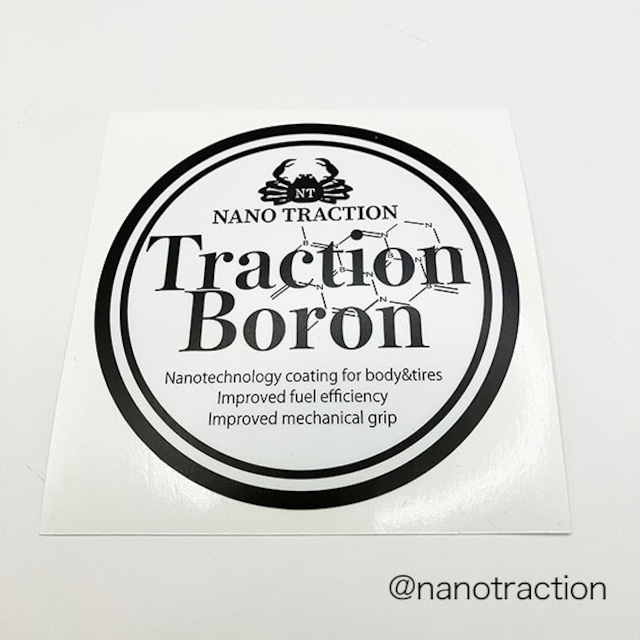 NT
NANO TRACTION
Traction
Boron
Nanotechnology coating for body&tires
Improved fuel efficiency
Improved mechanical grip
@nanotraction